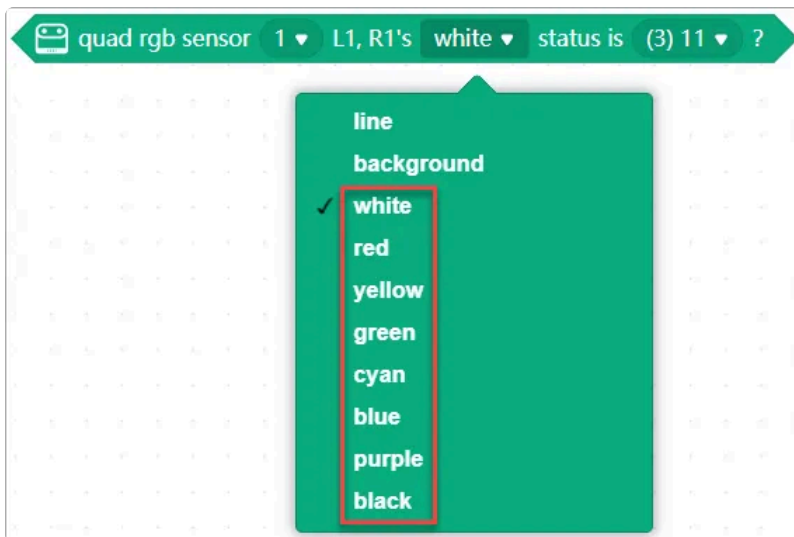 quad rgb sensor 1 L1, R1's white status is (3) 11 ?
line
background
white
red
yellow
green
cyan
blue
purple
black